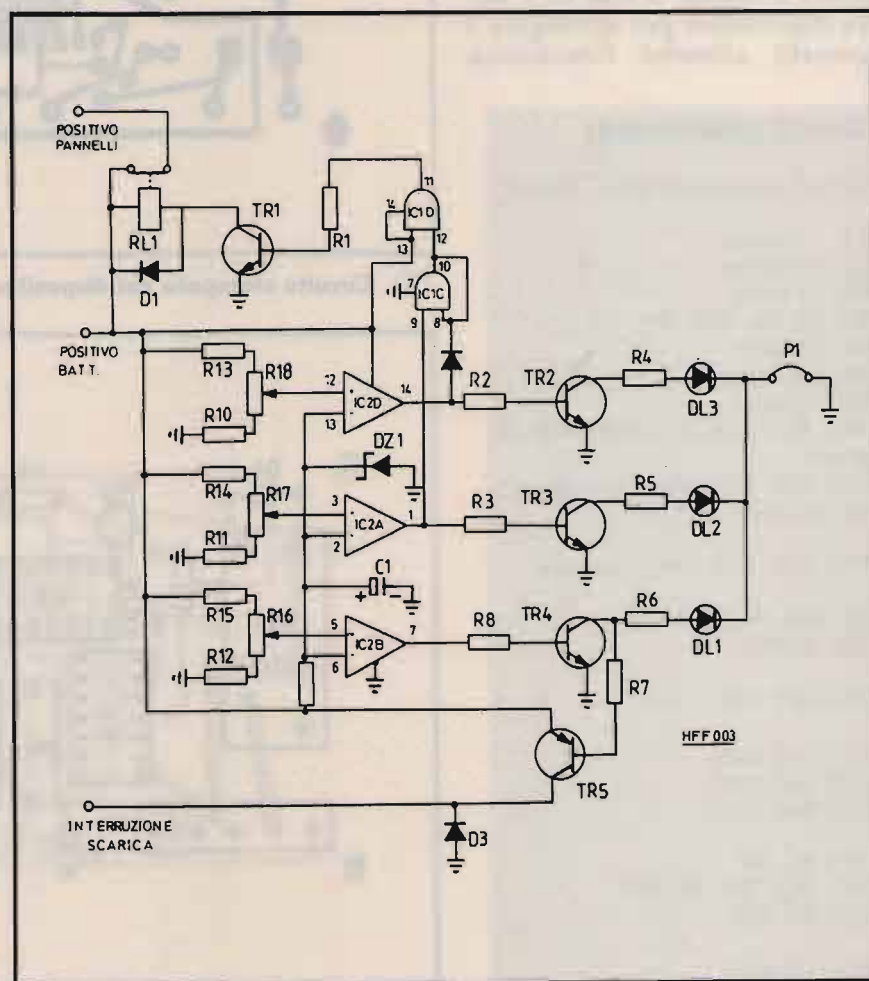 POSITIVO
PANNELLI
RL1
D1
TR1
R1
11
14
IC1D
13
12
10
7
IC1C
9
8
POSITIVO
BATT.
R13
R18
R10
12
13
IC2D
14
R2
TR2
R4
DL3
P1
DZ1
R14
R17
R11
3
2
IC2A
1
R3
TR3
R5
DL2
C1
+
-
R15
R16
R12
5
6
IC2B
7
R8
TR4
R6
DL1
R7
HFF003
TR5
INTERRUZIONE
SCARICA
D3